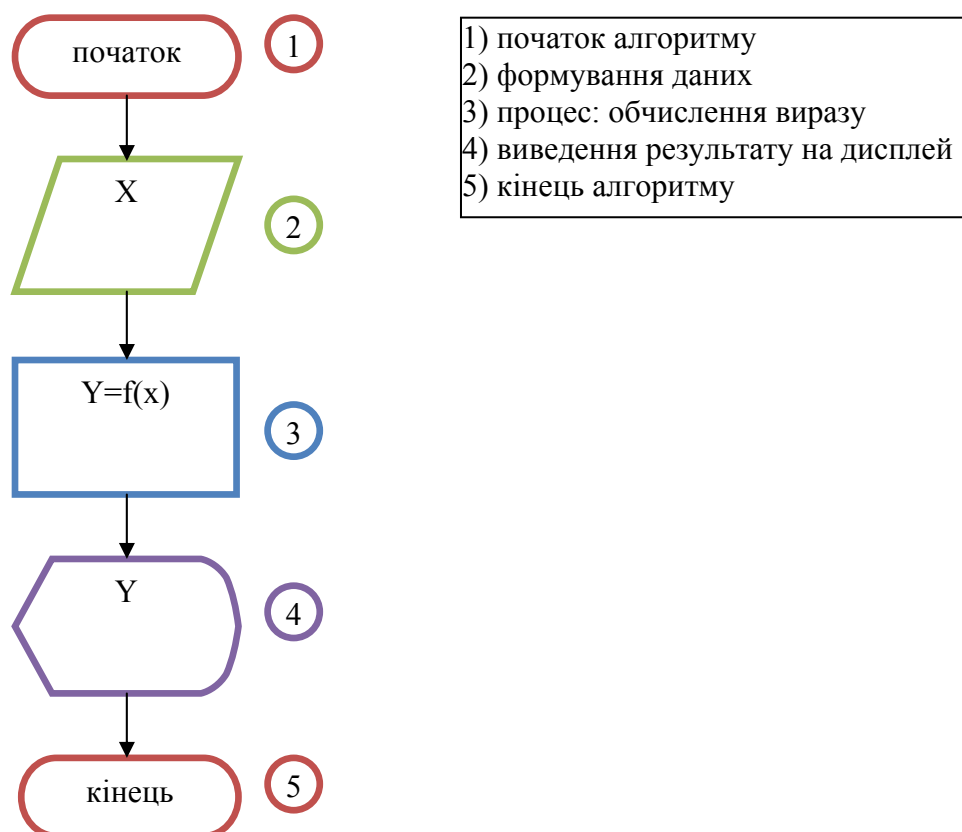 початок
1
X
2
Y=f(x)
3
Y
4
кінець
5
1) початок алгоритму
2) формування даних
3) процес: обчислення виразу
4) виведення результату на дисплей
5) кінець алгоритму